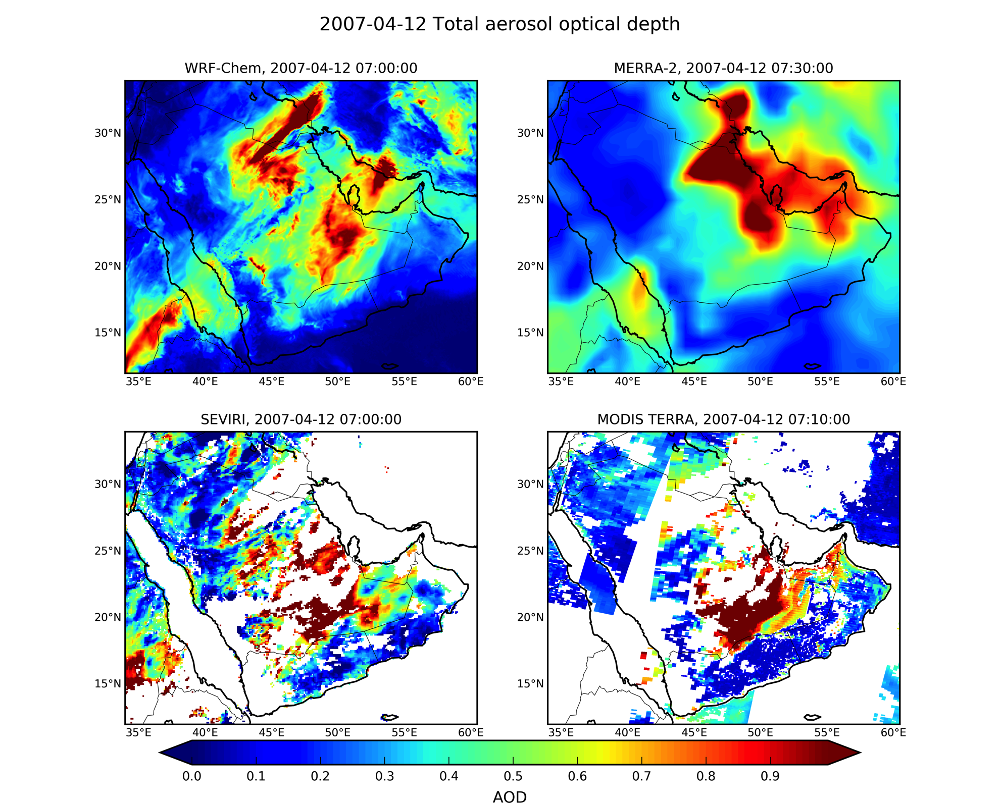 2007-04-12 Total aerosol optical depth
WRF-Chem, 2007-04-12 07:00:00
30°N
25°N
20°N
15°N
35°E 40°E 45°E 50°E 55°E 60°E
MERRA-2, 2007-04-12 07:30:00
30°N
25°N
20°N
15°N
35°E 40°E 45°E 50°E 55°E 60°E
SEVIRI, 2007-04-12 07:00:00
30°N
25°N
20°N
15°N
35°E 40°E 45°E 50°E 55°E 60°E
MODIS TERRA, 2007-04-12 07:10:00
30°N
25°N
20°N
15°N
35°E 40°E 45°E 50°E 55°E 60°E
0.0 0.1 0.2 0.3 0.4 0.5 0.6 0.7 0.8 0.9
AOD